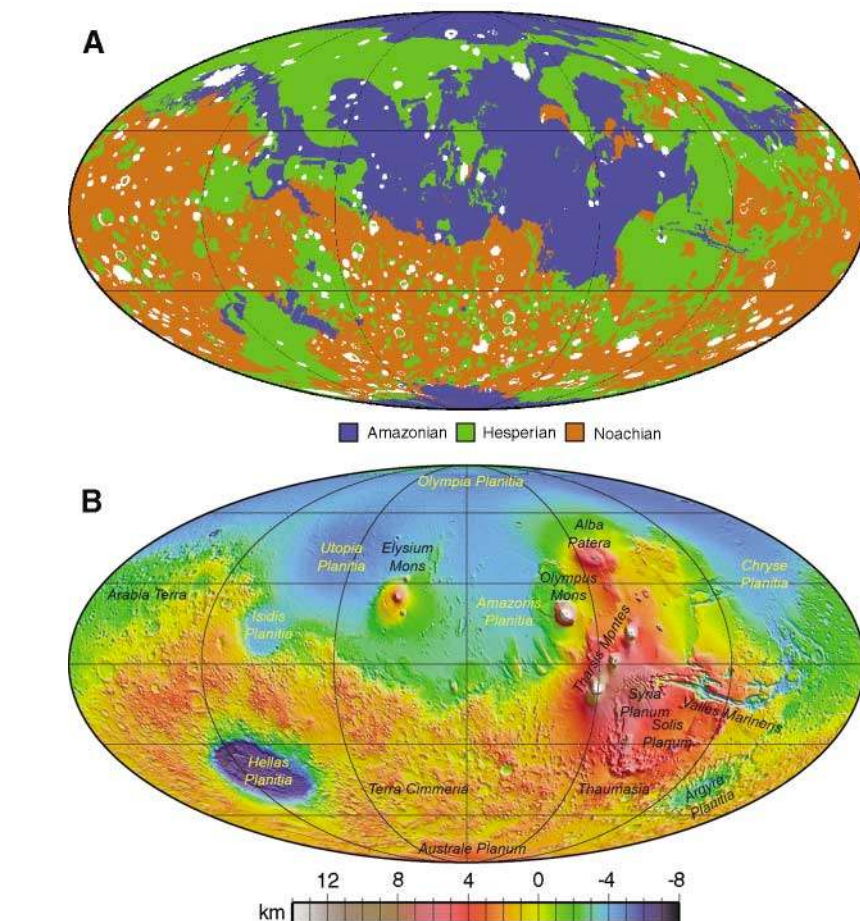 A
Amazonian Hesperian Noachian
B
Olympia Planitia
Alba
Patera
Utopia
Planitia
Elysium
Mons
Chryse
Planitia
Olympus
Mons
Arabia Terra
Amazonis
Planitia
Isidis
Planitia
Tharsis Montes
Syria
Planum
Valles Marineris
Solis
Planum
Hellas
Planitia
Terra Cimmeria
Thaumasia
Argyre
Planitia
Australe Planum
12 8 4 0 -4 -8
km